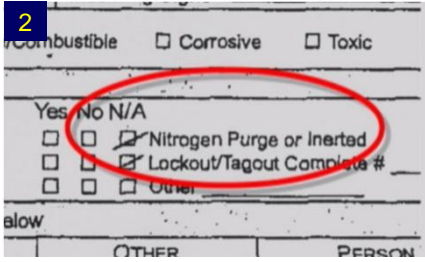 2
/Combustible ☐ Corrosive ☐ Toxic
Yes No N/A
☐ ☐ ☑ Nitrogen Purge or Inerted
☐ ☐ ☑ Lockout/Tagout Complete #
☐ ☐ ☐ Other
elow
OTHER PERSON